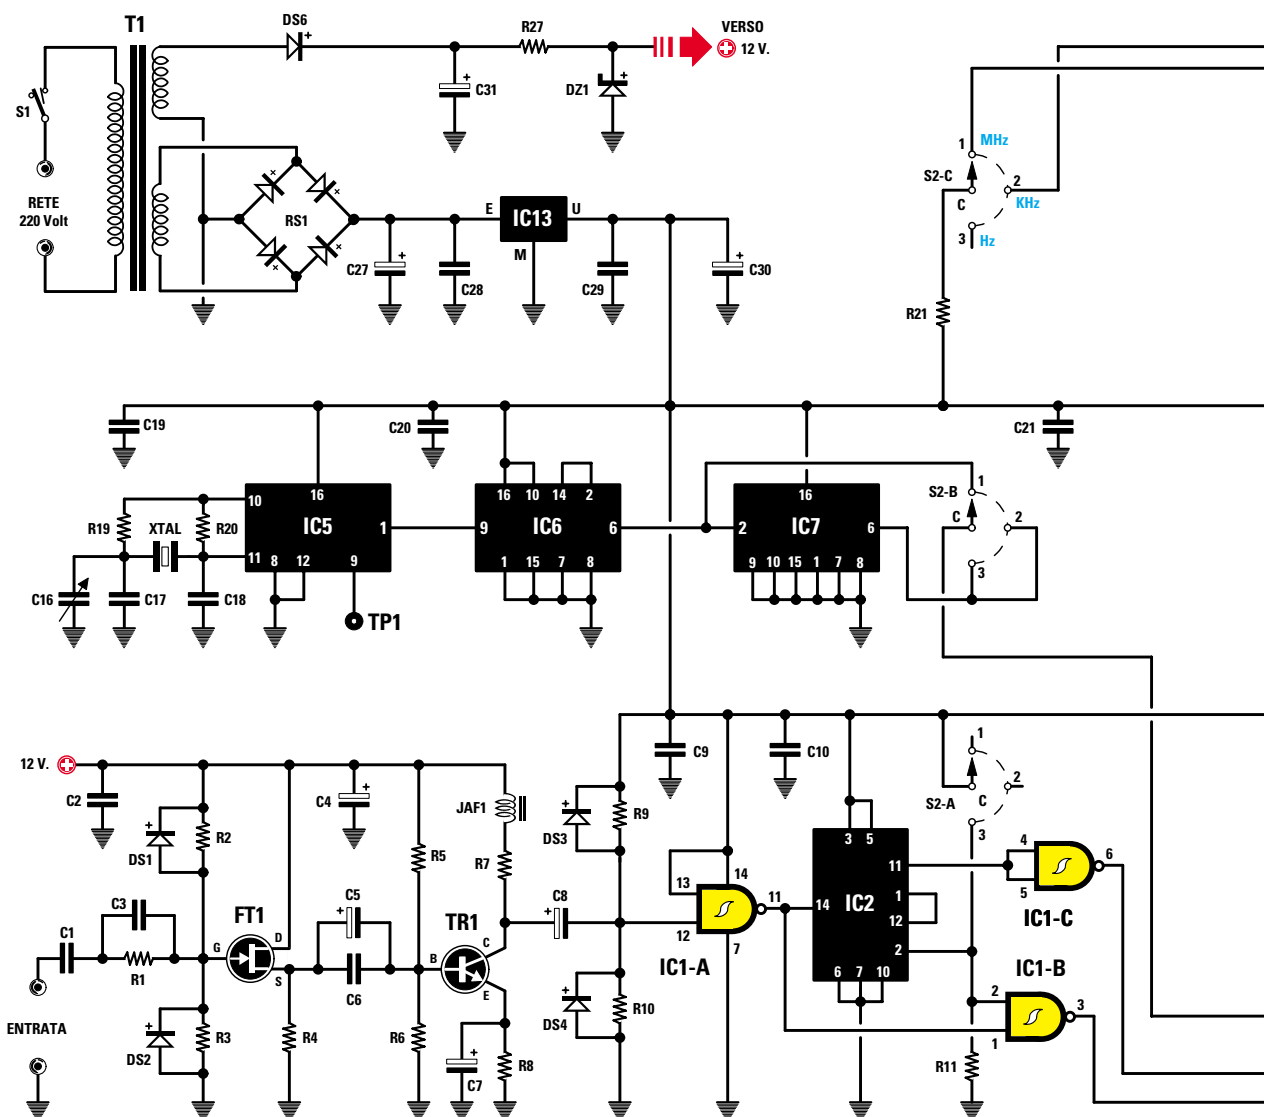 T1
DS6
R27
VERSO
12 V.
S1
C31
DZ1
RETE
220 Volt
RS1
E
IC13
U
M
C27
C28
C29
C30
1
MHz
S2-C
2
C
KHz
3
Hz
R21
C19
C20
C21
16
10
IC5
1
11
8
12
9
R19
XTAL
R20
C16
C17
C18
TP1
16
10
14
2
9
IC6
6
1
15
7
8
16
2
IC7
6
9
10
15
1
7
8
1
S2-B
C
2
3
12 V.
C2
C4
JAF1
DS1
R2
R5
R7
DS3
R9
C9
C10
1
S2-A
C
2
3
3
5
11
1
14
IC2
12
2
6
7
10
13
14
11
12
7
IC1-A
4
6
5
IC1-C
IC1-B
2
3
1
R11
C1
C3
R1
FT1
G
D
S
C5
C6
TR1
B
C
E
C8
ENTRATA
DS2
R3
R4
R6
C7
R8
DS4
R10